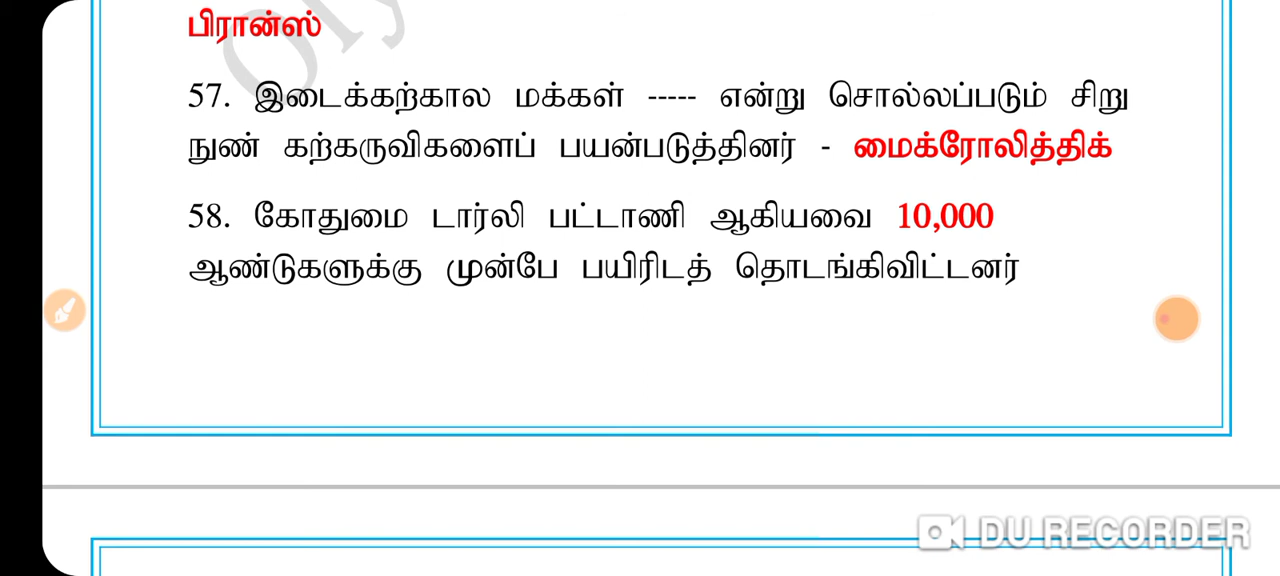 பிரான்ஸ்
57. இடைக்கற்கால மக்கள் ----- என்று சொல்லப்படும் சிறு
நுண் கற்கருவிகளைப் பயன்படுத்தினர் - மைக்ரோலித்திக்
58. கோதுமை டார்லி பட்டாணி ஆகியவை 10,000
ஆண்டுகளுக்கு முன்பே பயிரிடத் தொடங்கிவிட்டனர்
DU RECORDER